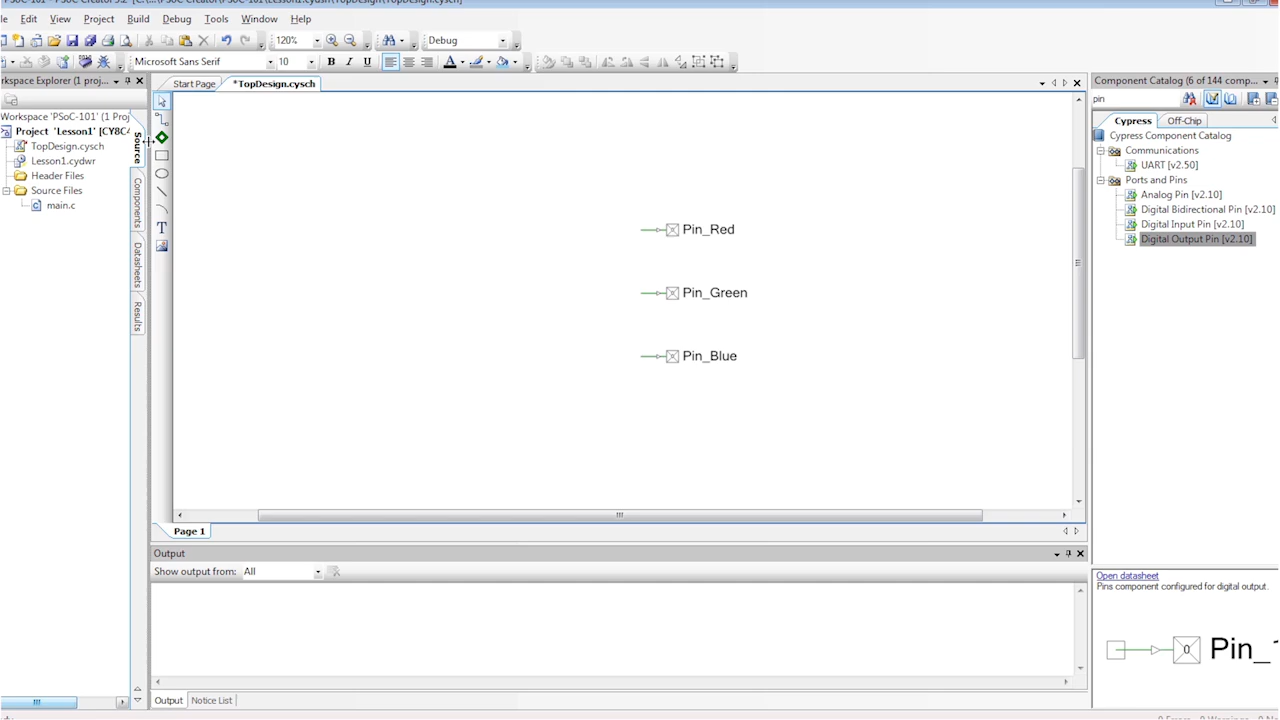 le Edit View Project Build Debug Tools Window Help
120% Debug
Microsoft Sans Serif 10 B I U
rkspace Explorer (1 proj...
Start Page *TopDesign.cysch
Component Catalog (6 of 144 comp...
pin
Workspace 'PSoC-101' (1 Proj
Project 'Lesson1' [CY8C4
TopDesign.cysch
Lesson1.cydwr
Header Files
Source Files
main.c
Source
Components
Datasheets
Results
T
Pin_Red
Pin_Green
Pin_Blue
Cypress Off-Chip
Cypress Component Catalog
Communications
UART [v2.50]
Ports and Pins
Analog Pin [v2.10]
Digital Bidirectional Pin [v2.10]
Digital Input Pin [v2.10]
Digital Output Pin [v2.10]
Page 1
Output
Show output from: All
Output Notice List
Open datasheet
Pins component configured for digital output.
0 Pin_